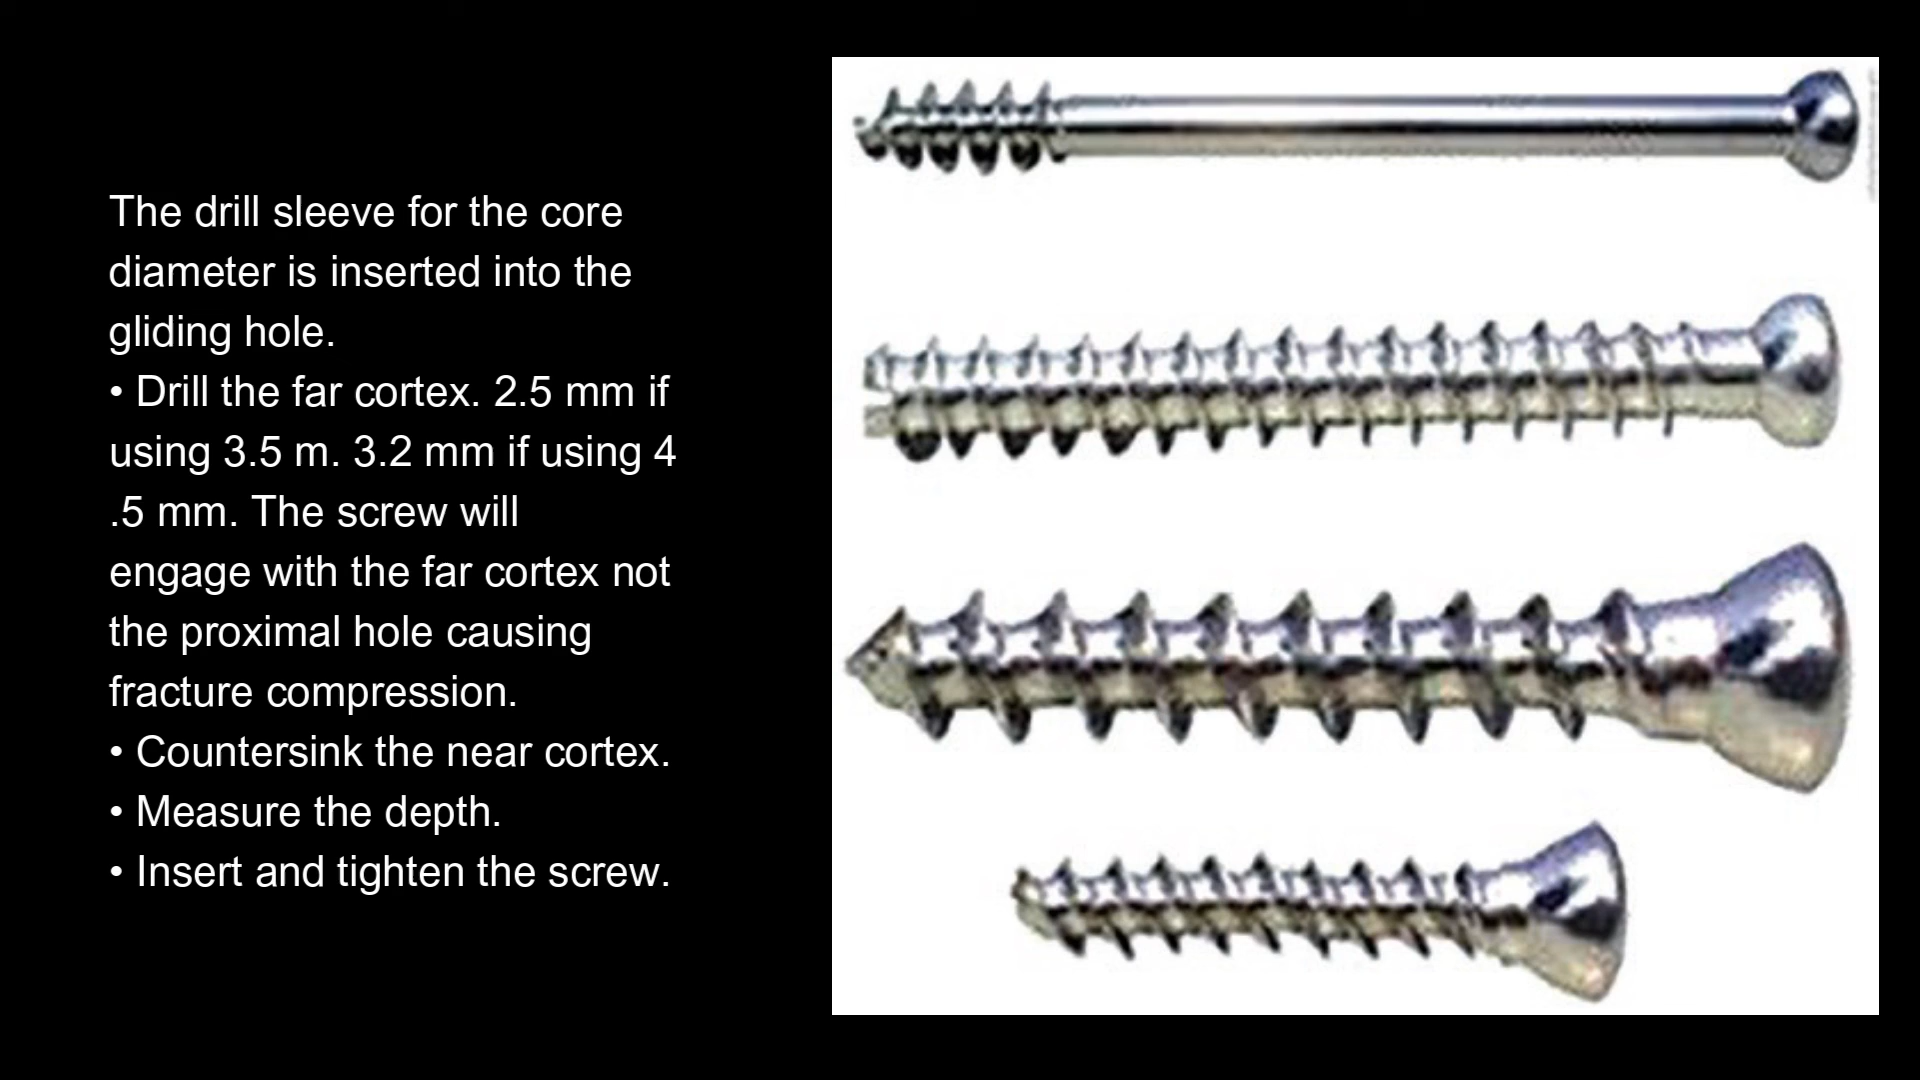 The drill sleeve for the core
diameter is inserted into the
gliding hole.
• Drill the far cortex. 2.5 mm if
using 3.5 m. 3.2 mm if using 4
.5 mm. The screw will
engage with the far cortex not
the proximal hole causing
fracture compression.
• Countersink the near cortex.
• Measure the depth.
• Insert and tighten the screw.